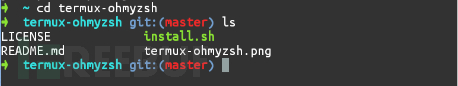 ➜ ~ cd termux-ohmyzsh
➜ termux-ohmyzsh git:(master) ls
LICENSE install.sh
README.md termux-ohmyzsh.png
➜ termux-ohmyzsh git:(master)